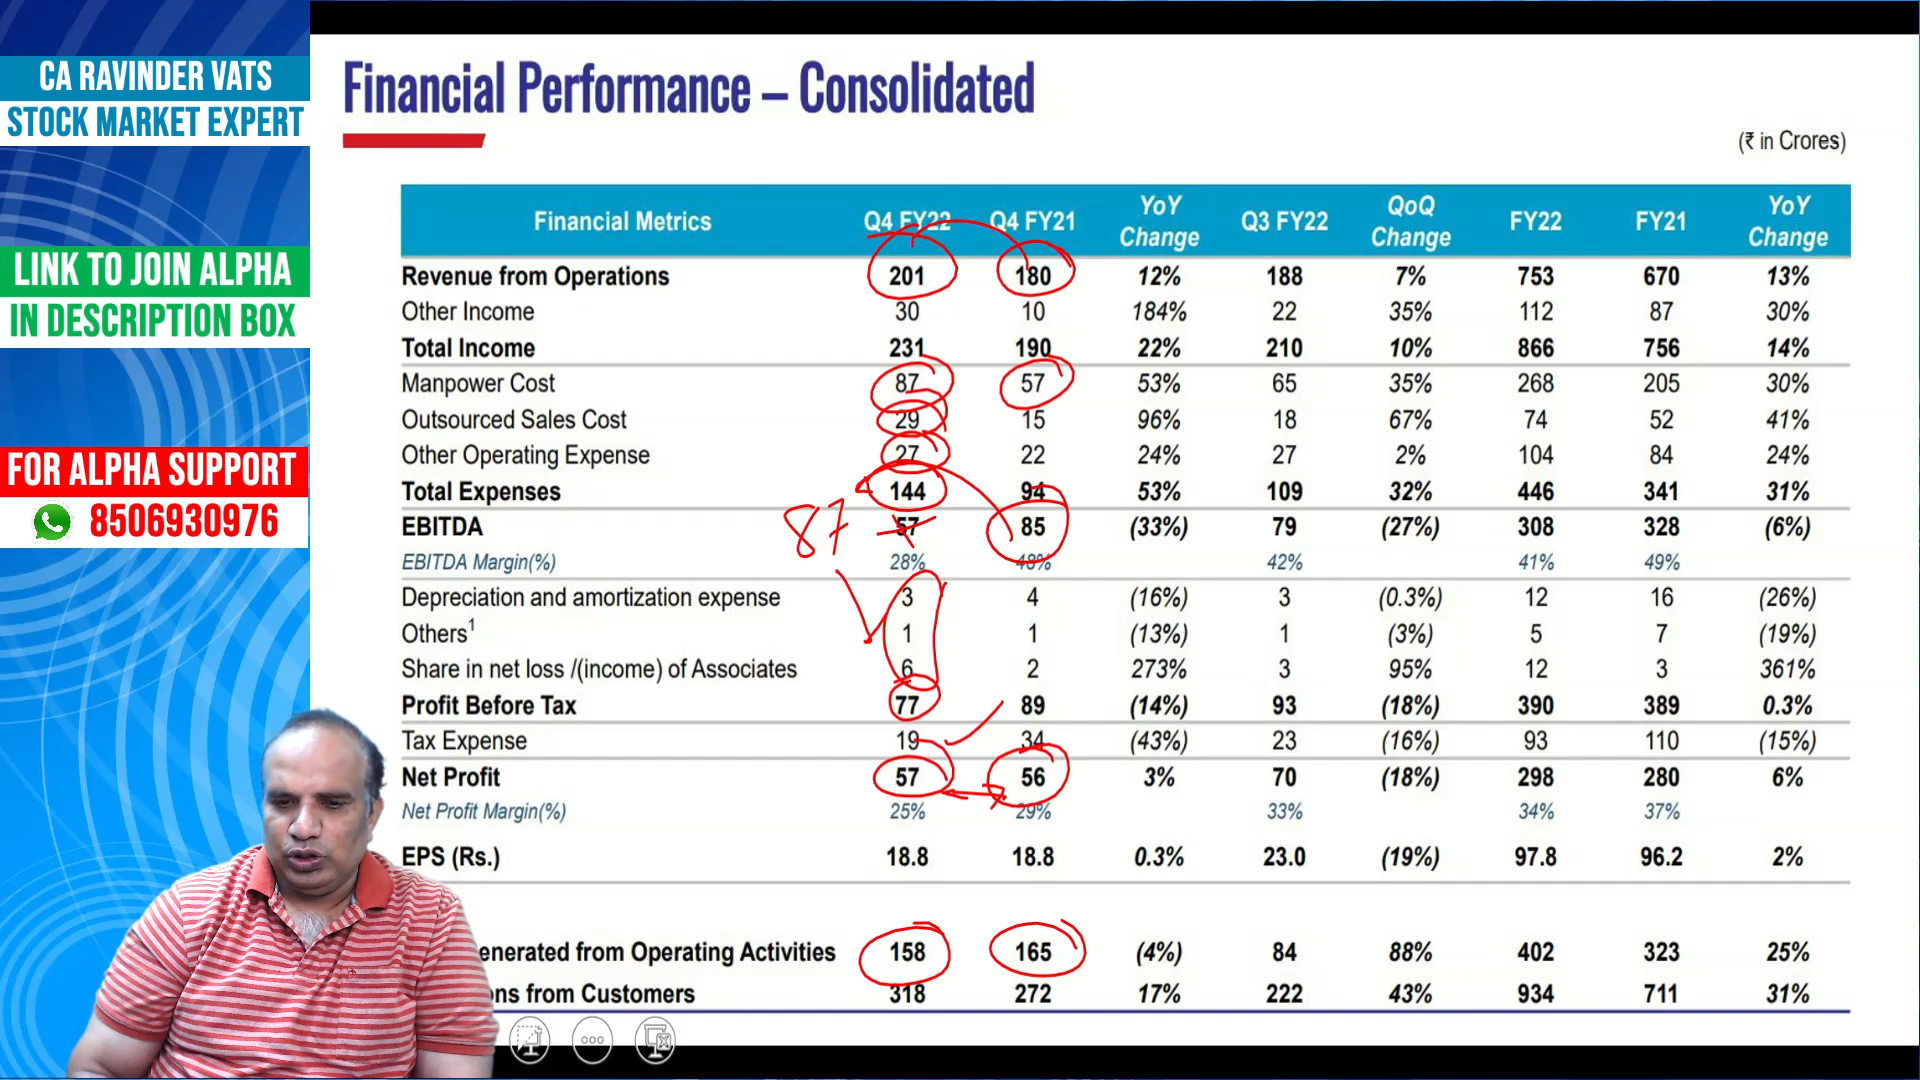 CA RAVINDER VATS
STOCK MARKET EXPERT
LINK TO JOIN ALPHA
IN DESCRIPTION BOX
FOR ALPHA SUPPORT
8506930976
Financial Performance – Consolidated
(₹ in Crores)
Financial Metrics Q4 FY22 Q4 FY21 YoY Change Q3 FY22 QoQ Change FY22 FY21 YoY Change
Revenue from Operations 201 180 12% 188 7% 753 670 13%
Other Income 30 10 184% 22 35% 112 87 30%
Total Income 231 190 22% 210 10% 866 756 14%
Manpower Cost 87 57 53% 65 35% 268 205 30%
Outsourced Sales Cost 29 15 96% 18 67% 74 52 41%
Other Operating Expense 27 22 24% 27 2% 104 84 24%
Total Expenses 144 94 53% 109 32% 446 341 31%
87
EBITDA 57 85 (33%) 79 (27%) 308 328 (6%)
EBITDA Margin(%) 28% 48% 42% 41% 49%
Depreciation and amortization expense 3 4 (16%) 3 (0.3%) 12 16 (26%)
Others1 1 1 (13%) 1 (3%) 5 7 (19%)
Share in net loss /(income) of Associates 6 2 273% 3 95% 12 3 361%
Profit Before Tax 77 89 (14%) 93 (18%) 390 389 0.3%
Tax Expense 19 34 (43%) 23 (16%) 93 110 (15%)
Net Profit 57 56 3% 70 (18%) 298 280 6%
Net Profit Margin(%) 25% 29% 33% 34% 37%
EPS (Rs.) 18.8 18.8 0.3% 23.0 (19%) 97.8 96.2 2%
enerated from Operating Activities 158 165 (4%) 84 88% 402 323 25%
ns from Customers 318 272 17% 222 43% 934 711 31%